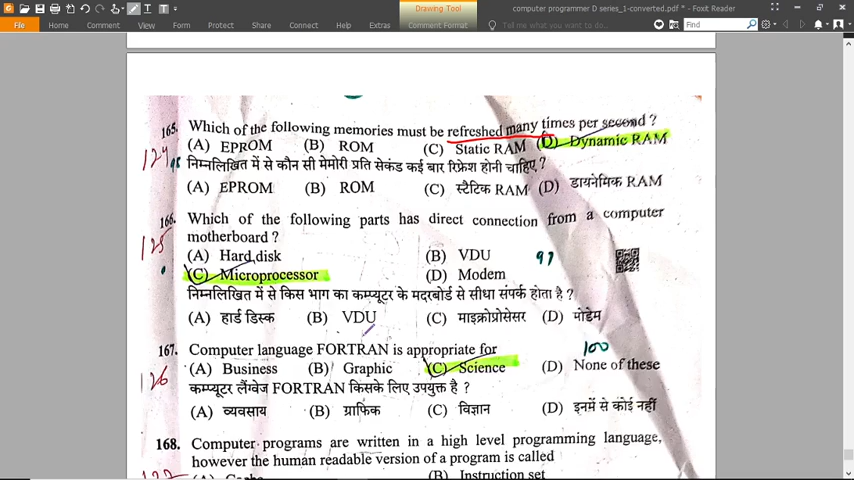 Drawing Tool
computer programmer D series_1-converted.pdf * - Foxit Reader
File Home Comment View Form Protect Share Connect Help Extras Comment Format Tell me what you want to do... Find
165. Which of the following memories must be refreshed many times per second ?
(A) EPROM (B) ROM (C) Static RAM (D) Dynamic RAM
124
98
निम्नलिखित में से कौन सी मेमोरी प्रति सेकंड कई बार रिफ्रेश होनी चाहिए ?
(A) EPROM (B) ROM (C) स्टैटिक RAM (D) डायनेमिक RAM
166. Which of the following parts has direct connection from a computer
motherboard ?
125
(A) Hard disk (B) VDU
(C) Microprocessor (D) Modem
निम्नलिखित में से किस भाग का कम्प्यूटर के मदरबोर्ड से सीधा संपर्क होता है ?
(A) हार्ड डिस्क (B) VDU (C) माइक्रोप्रोसेसर (D) मोडेम
167. Computer language FORTRAN is appropriate for
100
(A) Business (B) Graphic (C) Science (D) None of these
126
कम्प्यूटर लैंग्वेज FORTRAN किसके लिए उपयुक्त है ?
(A) व्यवसाय (B) ग्राफिक (C) विज्ञान (D) इनमें से कोई नहीं
168. Computer programs are written in a high level programming language,
however the human readable version of a program is called
(B) Instruction set